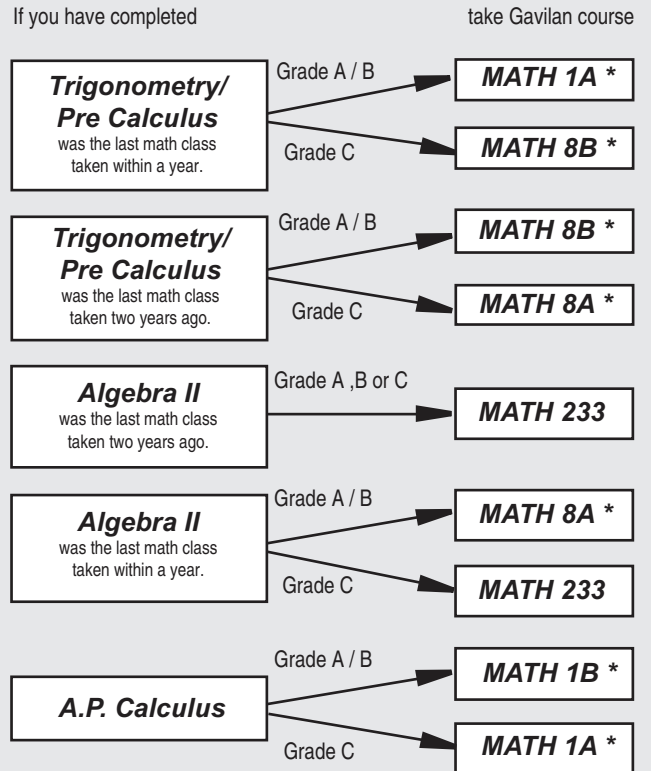 If you have completed take Gavilan course
Trigonometry/
Pre Calculus
was the last math class
taken within a year.
Grade A / B
MATH 1A *
Grade C
MATH 8B *
Trigonometry/
Pre Calculus
was the last math class
taken two years ago.
Grade A / B
MATH 8B *
Grade C
MATH 8A *
Algebra II
was the last math class
taken two years ago.
Grade A ,B or C
MATH 233
Algebra II
was the last math class
taken within a year.
Grade A / B
MATH 8A *
Grade C
MATH 233
A.P. Calculus
Grade A / B
MATH 1B *
Grade C
MATH 1A *